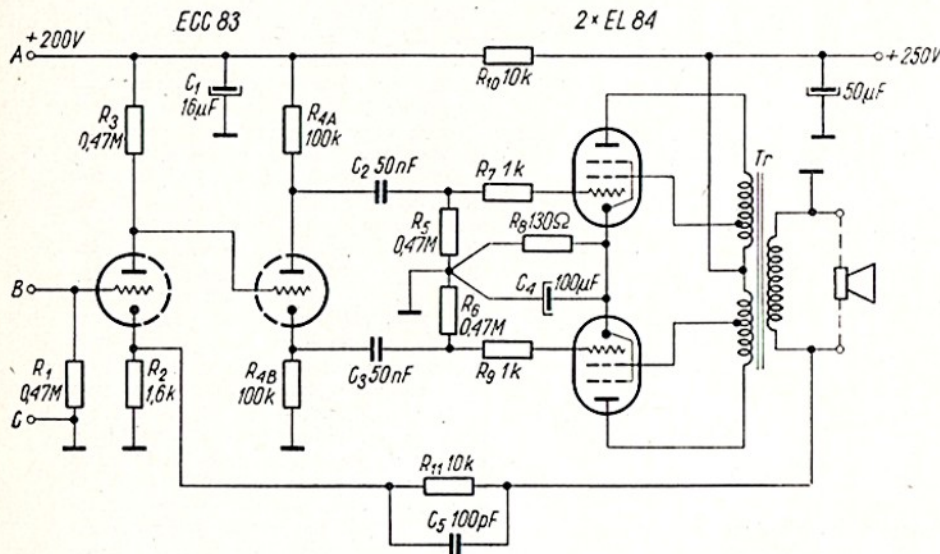 ECC 83
2× EL 84
A
+200V
+250V
C1
16µF
R10 10k
50µF
R3
0,47M
R4A
100k
Tr
C2 50nF
R7 1k
R5
0,47M
R8 130Ω
B
C4
100µF
R6
0,47M
R1
0,47M
R2
1,6k
R4B
100k
C3 50nF
R9 1k
C
R11 10k
C5 100pF